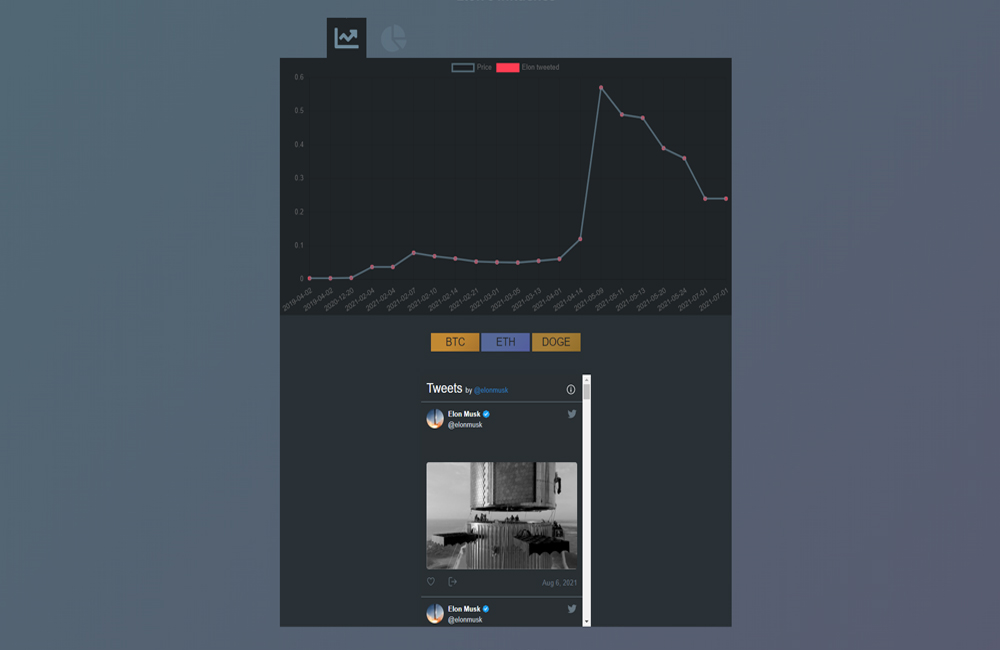 Price Elon tweeted
0.6
0.5
0.4
0.3
0.2
0.1
0
2019-04-02 2019-04-02 2020-12-20 2021-02-04 2021-02-04 2021-02-07 2021-02-10 2021-02-14 2021-02-21 2021-03-01 2021-03-06 2021-03-13 2021-04-01 2021-04-14 2021-05-09 2021-05-11 2021-05-13 2021-05-20 2021-05-24 2021-07-01 2021-07-01
BTC ETH DOGE
Tweets by @elonmusk
Elon Musk
@elonmusk
Aug 6, 2021
Elon Musk
@elonmusk